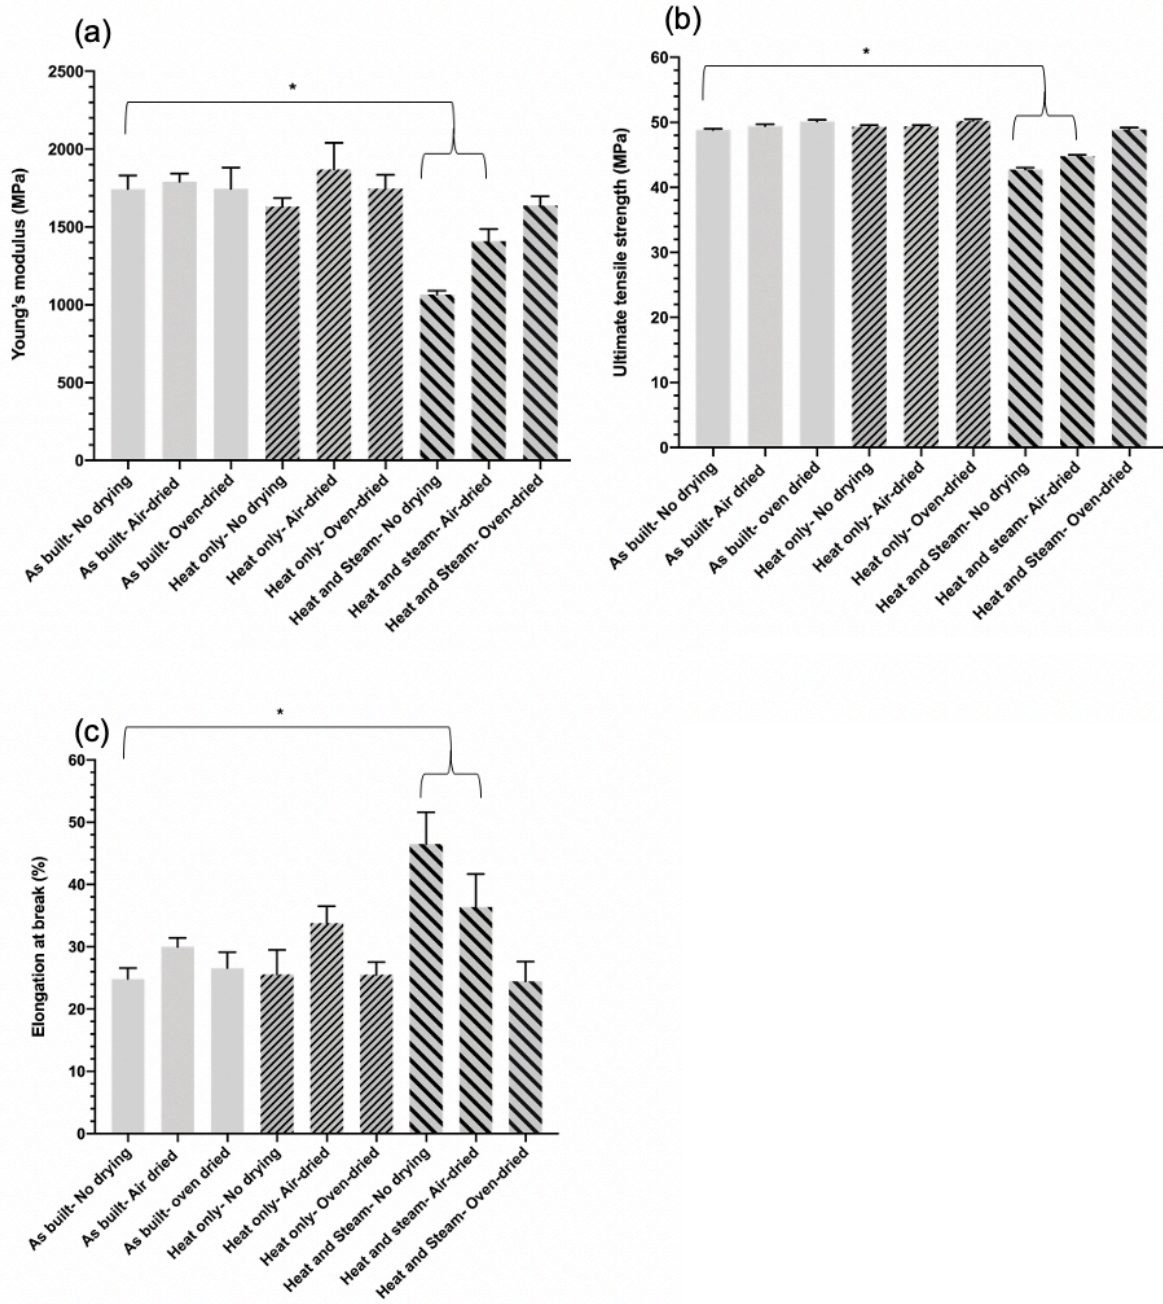 (a)
*
Young's modulus (MPa)
2500
2000
1500
1000
500
0
As built- No drying
As built- Air-dried
As built- Oven-dried
Heat only- No drying
Heat only- Air-dried
Heat only- Oven-dried
Heat and Steam- No drying
Heat and steam- Air-dried
Heat and Steam- Oven-dried
(b)
*
Ultimate tensile strength (MPa)
60
50
40
30
20
10
0
As built- No drying
As built- Air dried
As built- oven dried
Heat only- No drying
Heat only- Air-dried
Heat only- Oven-dried
Heat and Steam- No drying
Heat and steam- Air-dried
Heat and Steam- Oven-dried
(c)
*
Elongation at break (%)
60
50
40
30
20
10
0
As built- No drying
As built- Air dried
As built- oven dried
Heat only- No drying
Heat only- Air-dried
Heat only- Oven-dried
Heat and Steam- No drying
Heat and steam- Air-dried
Heat and Steam- Oven-dried